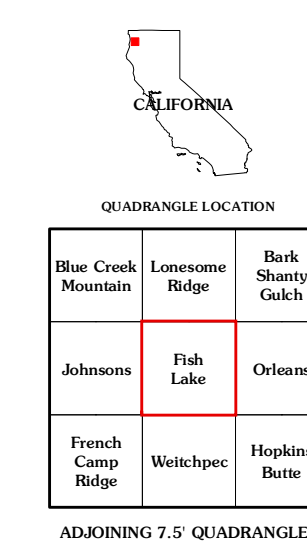 CALIFORNIA
QUADRANGLE LOCATION
Blue Creek
Mountain
Lonesome
Ridge
Bark
Shanty
Gulch
Johnsons
Fish
Lake
Orleans
French
Camp
Ridge
Weitchpec
Hopkins
Butte
ADJOINING 7.5' QUADRANGLE